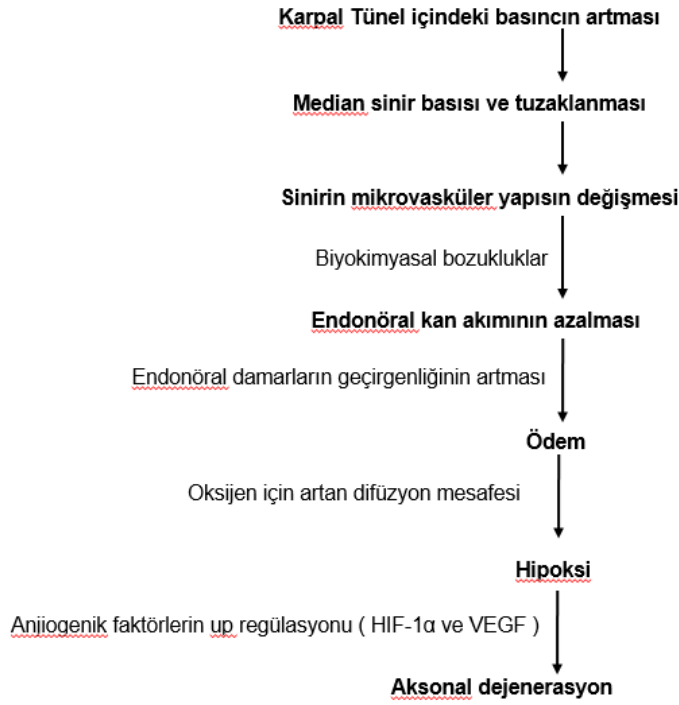 Karpal Tünel içindeki basıncın artması
Median sinir basısı ve tuzaklanması
Sinirin mikrovasküler yapısın değişmesi
Biyokimyasal bozukluklar
Endonöral kan akımının azalması
Endonöral damarların geçirgenliğinin artması
Ödem
Oksijen için artan difüzyon mesafesi
Hipoksi
Anjiogenik faktörlerin up regülasyonu ( HIF-1α ve VEGF )
Aksonal dejenerasyon